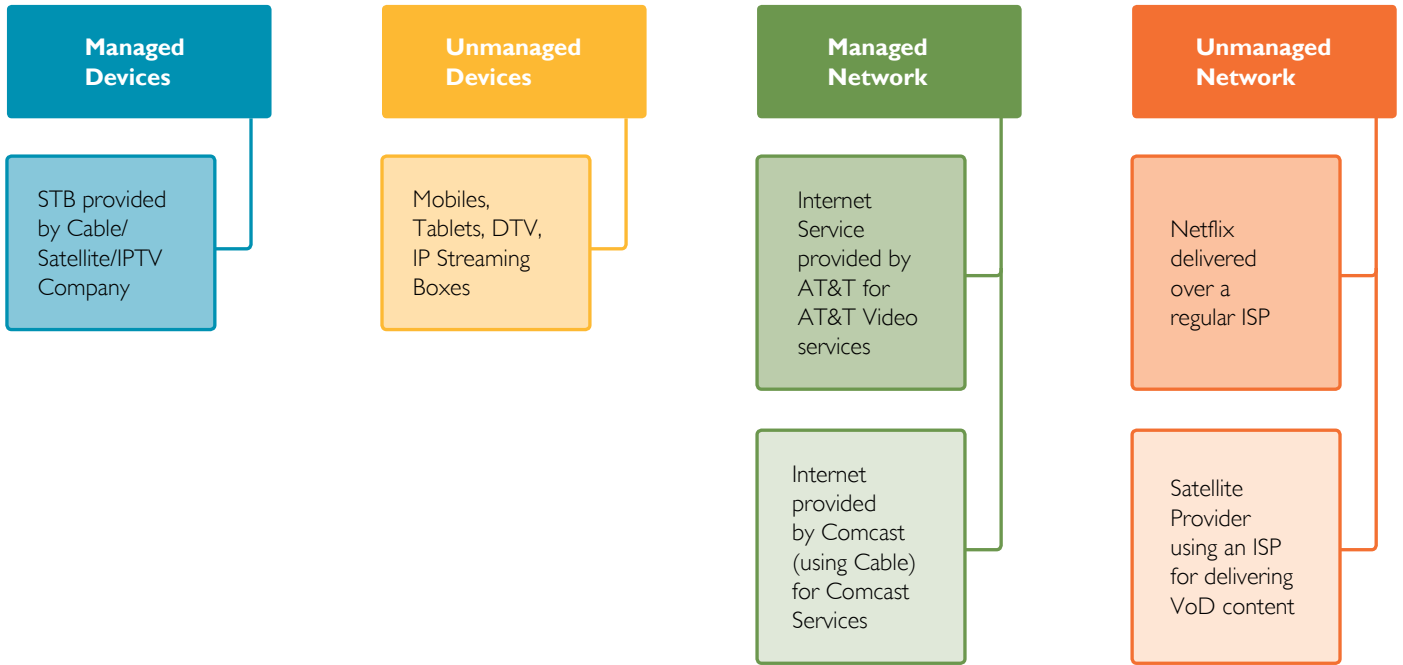 Managed
Devices
STB provided
by Cable/
Satellite/IPTV
Company
Unmanaged
Devices
Mobiles,
Tablets, DTV,
IP Streaming
Boxes
Managed
Network
Internet
Service
provided by
AT&T for
AT&T Video
services
Internet
provided
by Comcast
(using Cable)
for Comcast
Services
Unmanaged
Network
Netflix
delivered
over a
regular ISP
Satellite
Provider
using an ISP
for delivering
VoD content